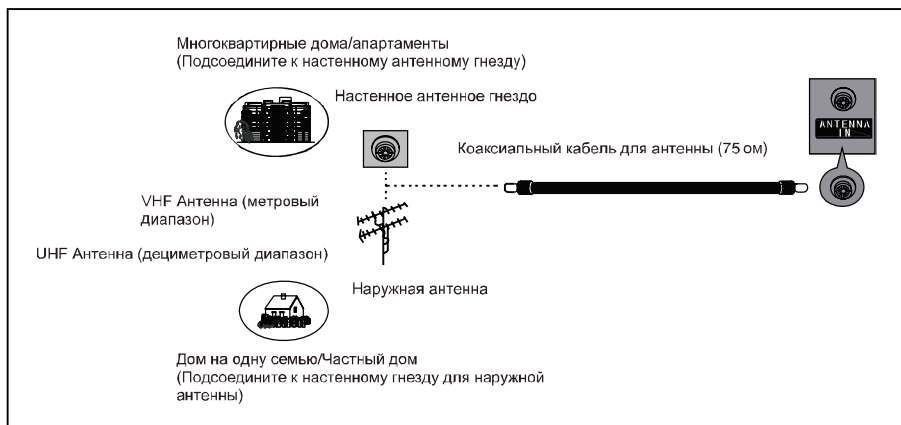 Многоквартирные дома/апартаменты
(Подсоедините к настенному антенному гнезду)
Настенное антенное гнездо
ANTENNA
IN
Коаксиальный кабель для антенны (75 ом)
VHF Антенна (метровый
диапазон)
UHF Антенна (дециметровый диапазон)
Наружная антенна
Дом на одну семью/Частный дом
(Подсоедините к настенному гнезду для наружной
антенны)